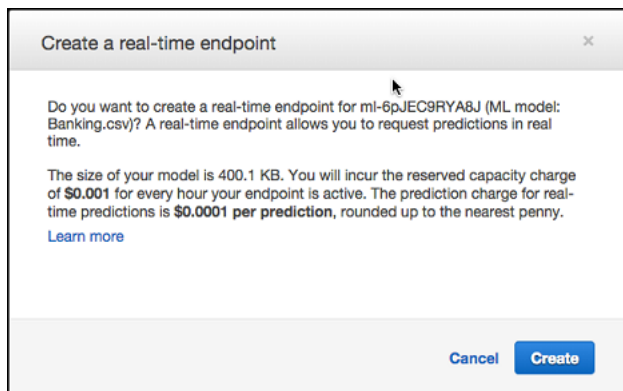 Create a real-time endpoint
×
Do you want to create a real-time endpoint for ml-6pJEC9RYA8J (ML model:
Banking.csv)? A real-time endpoint allows you to request predictions in real
time.
The size of your model is 400.1 KB. You will incur the reserved capacity charge
of $0.001 for every hour your endpoint is active. The prediction charge for real-
time predictions is $0.0001 per prediction, rounded up to the nearest penny.
Learn more
Cancel
Create